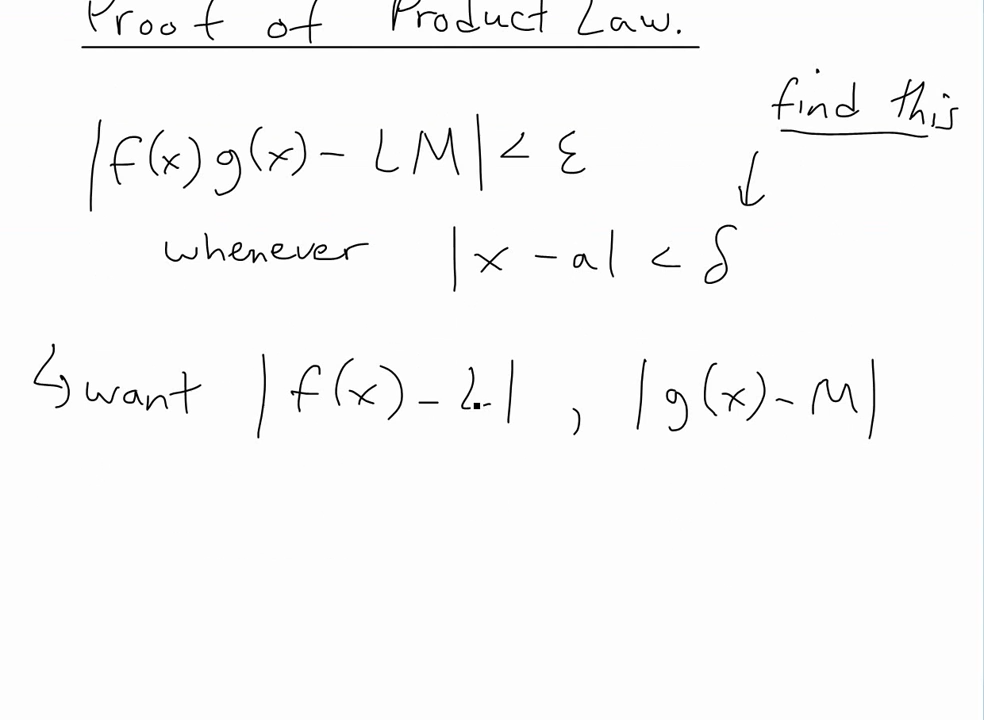 Proof of Product Law.
find this
|f(x)g(x) - LM| < ε
↓
whenever |x - a| < δ
↳ want |f(x) - L|, |g(x) - M|